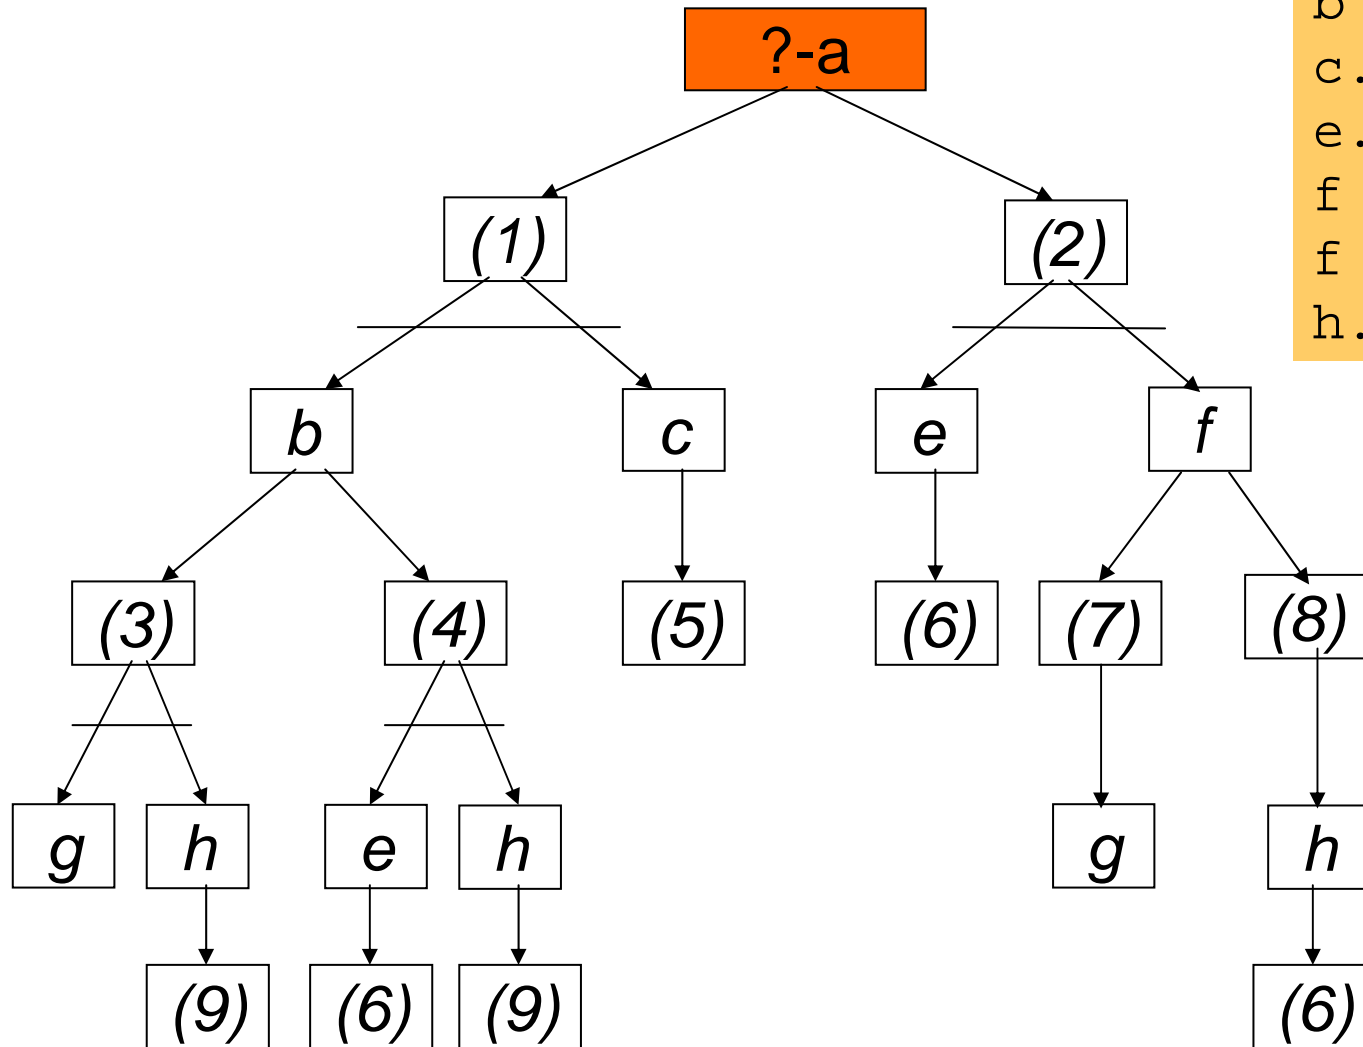 ?-a
b
c.
e.
f
f
h.
(1) (2)
b c e f
(3) (4) (5) (6) (7) (8)
g h e h g h
(9) (6) (9) (6)